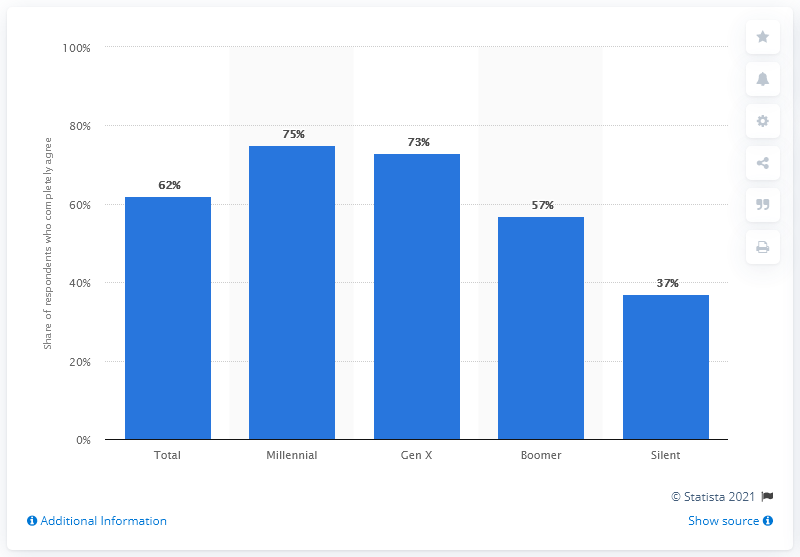 100%
80%
60%
40%
20%
0%
Share of respondents who completely agree
62%
75%
73%
57%
37%
Total
Millennial
Gen X
Boomer
Silent
© Statista 2021
Additional Information
Show source